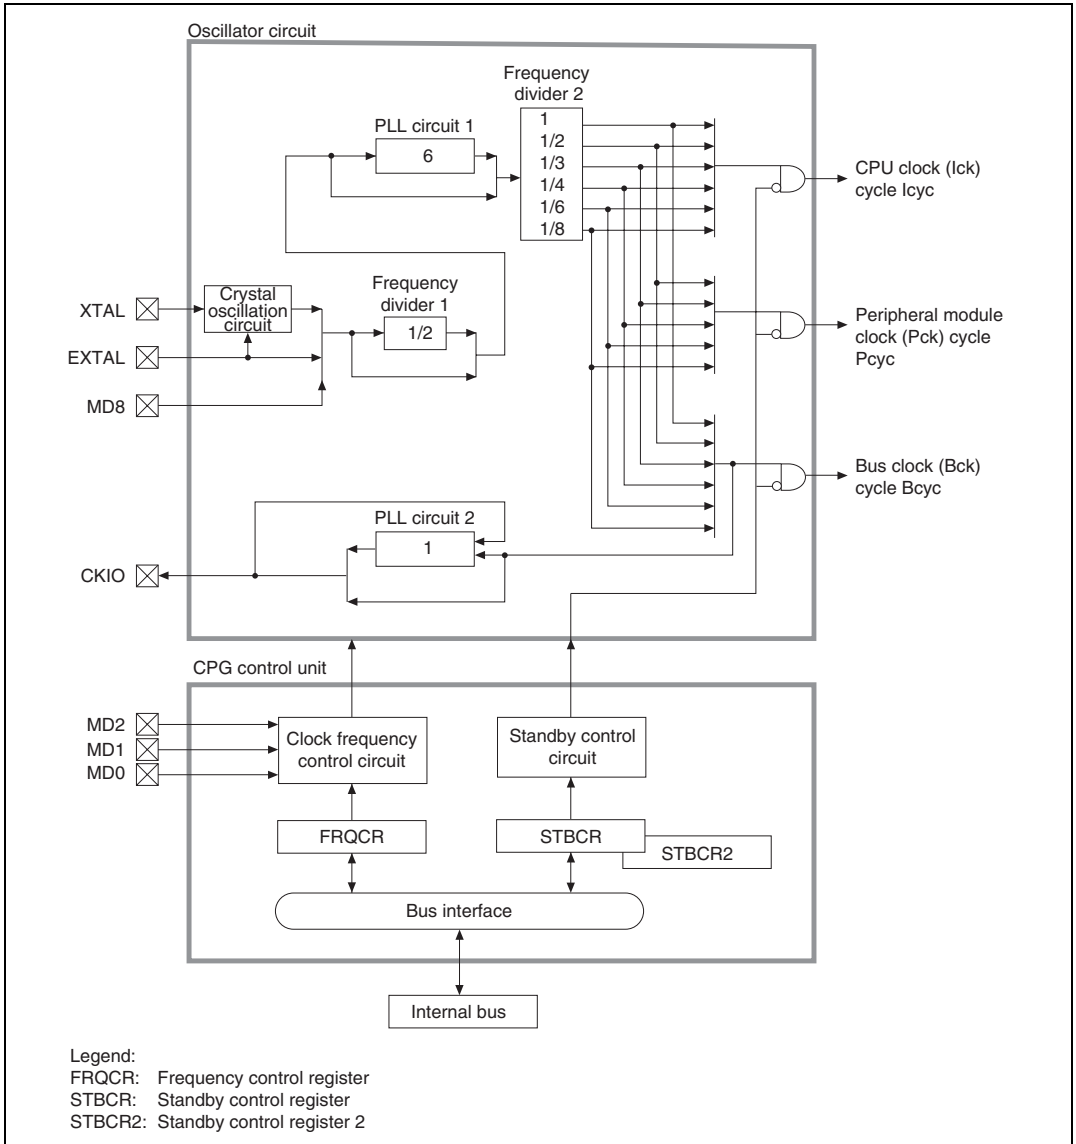 Oscillator circuit
Frequency
divider 2
PLL circuit 1
6
1
1/2
1/3
1/4
1/6
1/8
CPU clock (Ick)
cycle Icyc
XTAL
Crystal
oscillation
circuit
Frequency
divider 1
1/2
EXTAL
MD8
Peripheral module
clock (Pck) cycle
Pcyc
Bus clock (Bck)
cycle Bcyc
PLL circuit 2
1
CKIO
CPG control unit
MD2
MD1
MD0
Clock frequency
control circuit
Standby control
circuit
FRQCR
STBCR
STBCR2
Bus interface
Internal bus
Legend:
FRQCR: Frequency control register
STBCR: Standby control register
STBCR2: Standby control register 2